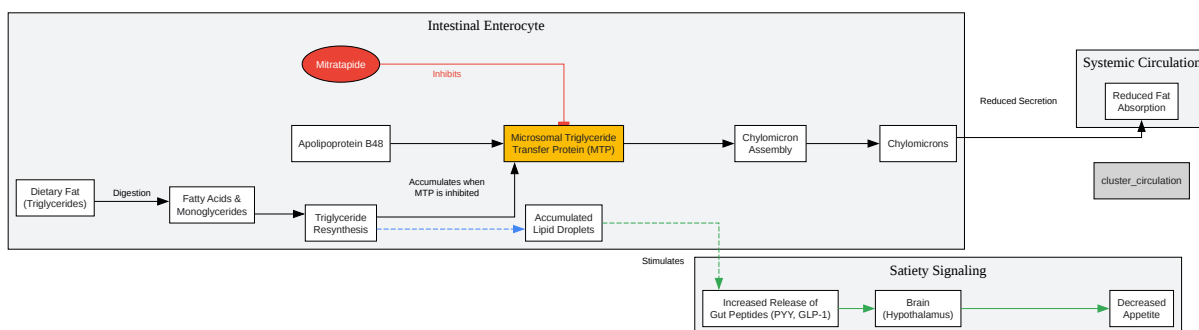 Intestinal Enterocyte
Mitratapide
Inhibits
Systemic Circulation
Reduced Fat
Absorption
Reduced Secretion
Apolipoprotein B48
Microsomal Triglyceride
Transfer Protein (MTP)
Chylomicron
Assembly
Chylomicrons
cluster_circulation
Dietary Fat
(Triglycerides)
Digestion
Fatty Acids &
Monoglycerides
Accumulates when
MTP is inhibited
Triglyceride
Resynthesis
Accumulated
Lipid Droplets
Stimulates
Satiety Signaling
Increased Release of
Gut Peptides (PYY, GLP-1)
Brain
(Hypothalamus)
Decreased
Appetite